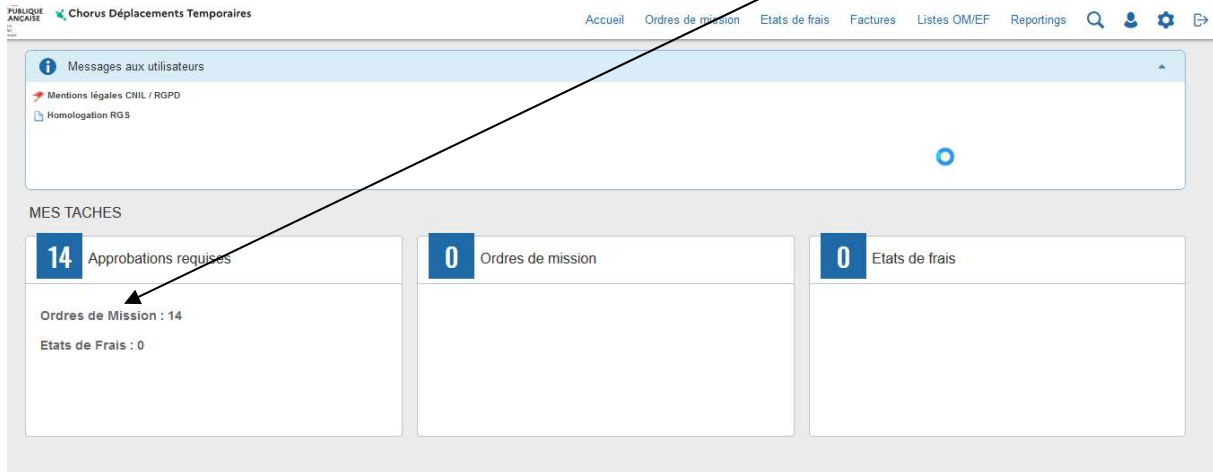 PUBLIQUE
ANÇAISE
Chorus Déplacements Temporaires
Accueil Ordres de mission Etats de frais Factures Listes OM/EF Reportings
Messages aux utilisateurs
Mentions légales CNIL / RGPD
Homologation RGS
MES TACHES
14 Approbations requises
0 Ordres de mission
0 Etats de frais
Ordres de Mission : 14
Etats de Frais : 0